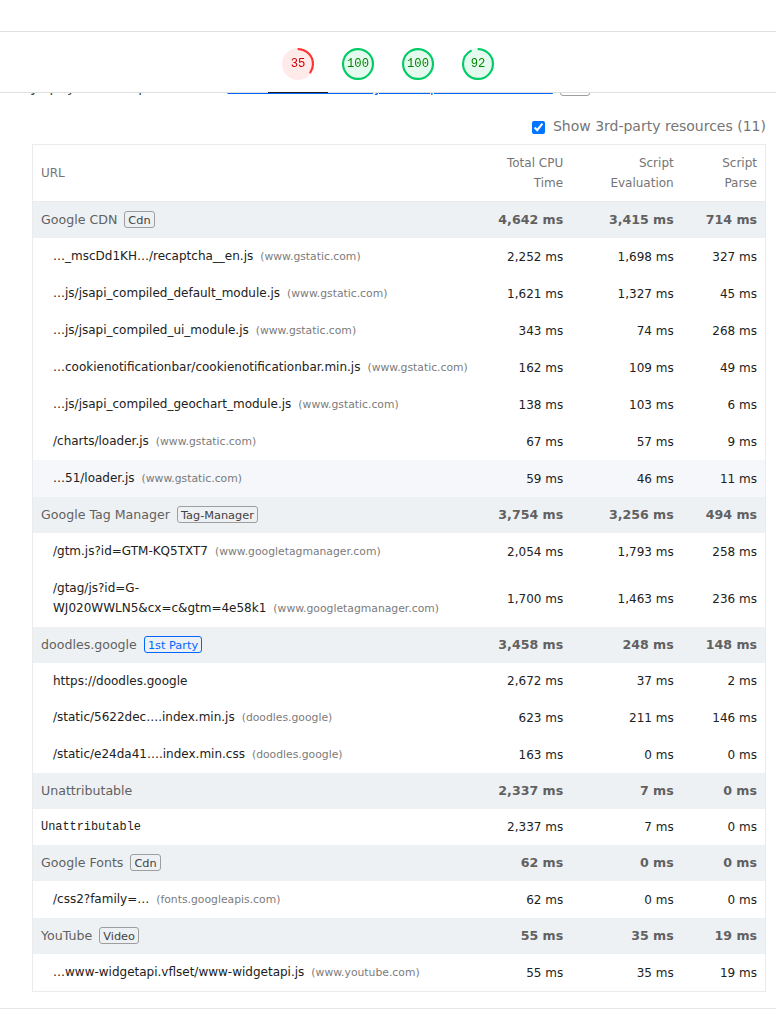 35 100 100 92
Show 3rd-party resources (11)
URL Total CPU Time Script Evaluation Script Parse
Google CDN Cdn 4,642 ms 3,415 ms 714 ms
…_mscDd1KH…/recaptcha__en.js (www.gstatic.com) 2,252 ms 1,698 ms 327 ms
…js/jsapi_compiled_default_module.js (www.gstatic.com) 1,621 ms 1,327 ms 45 ms
…js/jsapi_compiled_ui_module.js (www.gstatic.com) 343 ms 74 ms 268 ms
…cookienotificationbar/cookienotificationbar.min.js (www.gstatic.com) 162 ms 109 ms 49 ms
…js/jsapi_compiled_geochart_module.js (www.gstatic.com) 138 ms 103 ms 6 ms
/charts/loader.js (www.gstatic.com) 67 ms 57 ms 9 ms
…51/loader.js (www.gstatic.com) 59 ms 46 ms 11 ms
Google Tag Manager Tag-Manager 3,754 ms 3,256 ms 494 ms
/gtm.js?id=GTM-KQ5TXT7 (www.googletagmanager.com) 2,054 ms 1,793 ms 258 ms
/gtag/js?id=G-
WJ020WWLN5&cx=c&gtm=4e58k1 (www.googletagmanager.com) 1,700 ms 1,463 ms 236 ms
doodles.google 1st Party 3,458 ms 248 ms 148 ms
https://doodles.google 2,672 ms 37 ms 2 ms
/static/5622dec….index.min.js (doodles.google) 623 ms 211 ms 146 ms
/static/e24da41….index.min.css (doodles.google) 163 ms 0 ms 0 ms
Unattributable 2,337 ms 7 ms 0 ms
Unattributable 2,337 ms 7 ms 0 ms
Google Fonts Cdn 62 ms 0 ms 0 ms
/css2?family=… (fonts.googleapis.com) 62 ms 0 ms 0 ms
YouTube Video 55 ms 35 ms 19 ms
…www-widgetapi.vflset/www-widgetapi.js (www.youtube.com) 55 ms 35 ms 19 ms